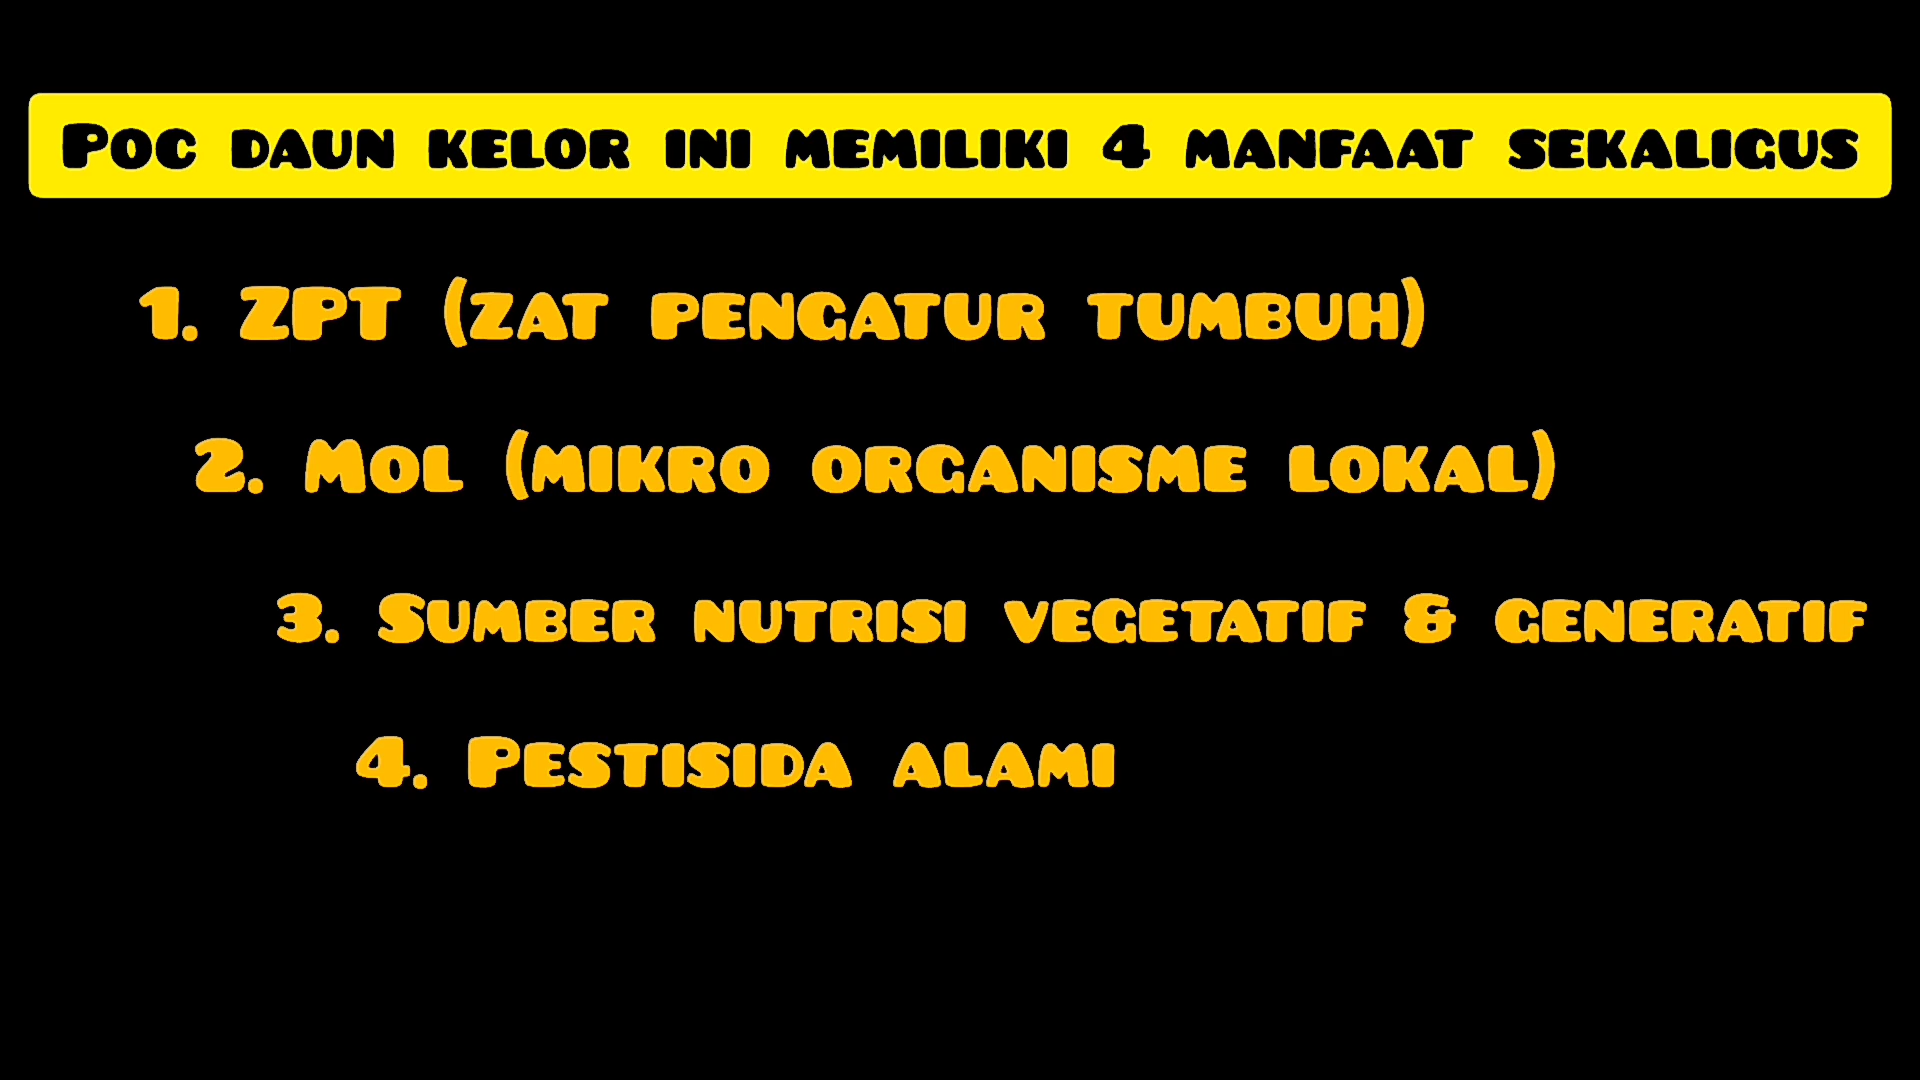 Poc daun kelor ini memiliki 4 manfaat sekaligus
1. ZPT (zat pengatur tumbuh)
2. Mol (mikro organisme lokal)
3. Sumber nutrisi vegetatif & generatif
4. Pestisida alami